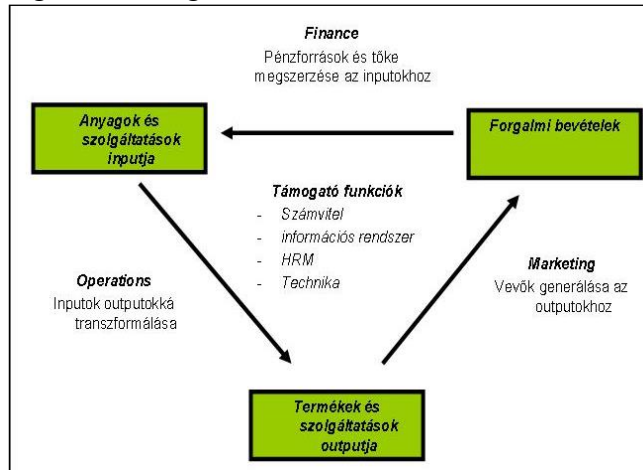 Finance
Pénzforrások és tőke
megszerzése az inputokhoz
Anyagok és
szolgáltatások
inputja
Forgalmi bevételek
Támogató funkciók
- Számvitel
- információs rendszer
- HRM
- Technika
Operations
Inputok outputokká
transzformálása
Marketing
Vevők generálása az
outputokhoz
Termékek és
szolgáltatások
outputja